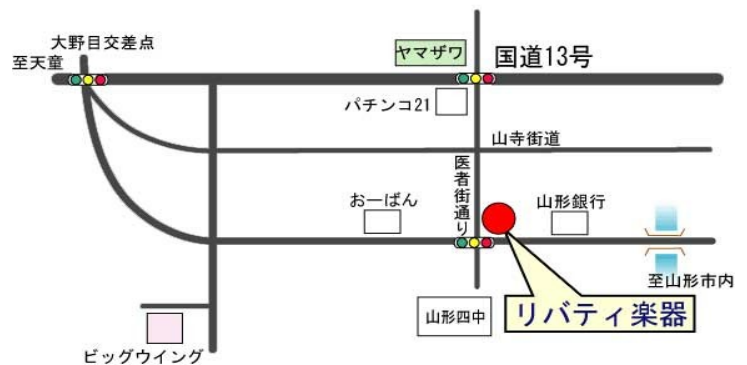 大野目交差点
至天童
ヤマザワ
国道13号
パチンコ21
山寺街道
医者街通り
おーばん
山形銀行
至山形市内
山形四中
リバティ楽器
ビッグウイング